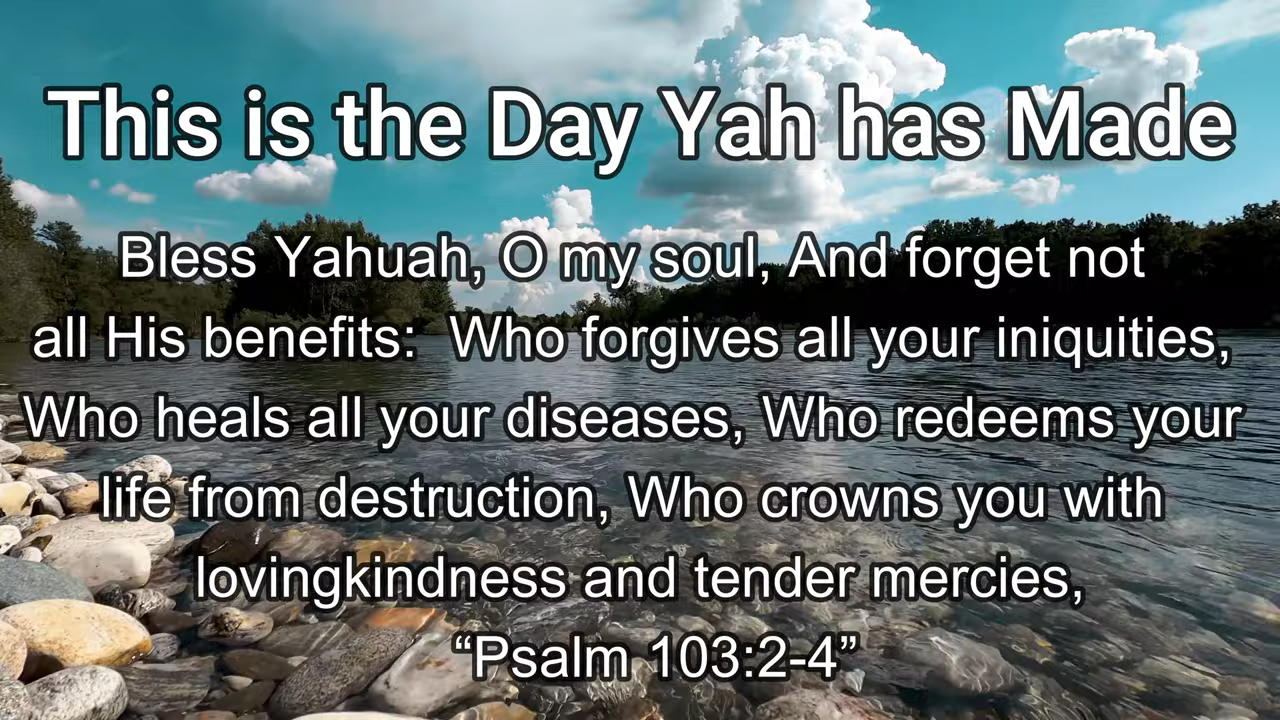 This is the Day Yah has Made
Bless Yahuah, O my soul, And forget not
all His benefits:  Who forgives all your iniquities,
Who heals all your diseases, Who redeems your
life from destruction, Who crowns you with
lovingkindness and tender mercies,
“Psalm 103:2-4”